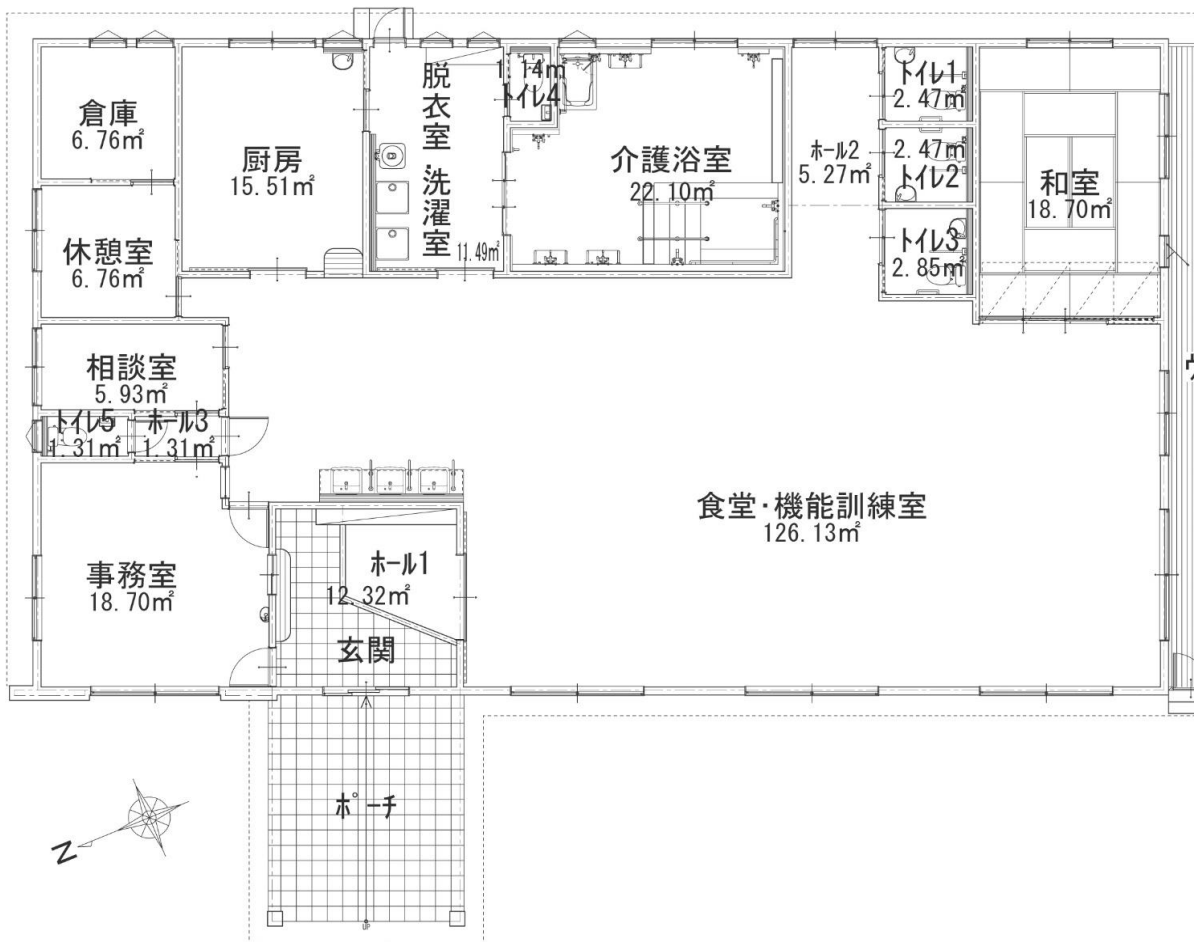 倉庫
6.76㎡
厨房
15.51㎡
脱衣室・洗濯室
11.49㎡
1.14㎡
トイレ4
介護浴室
22.10㎡
ホール2
5.27㎡
トイレ1
2.47㎡
2.47㎡
トイレ2
トイレ3
2.85㎡
和室
18.70㎡
休憩室
6.76㎡
相談室
5.93㎡
トイレ5
1.31㎡
ホール3
1.31㎡
食堂・機能訓練室
126.13㎡
事務室
18.70㎡
ホール1
12.32㎡
玄関
ポーチ
UP
N